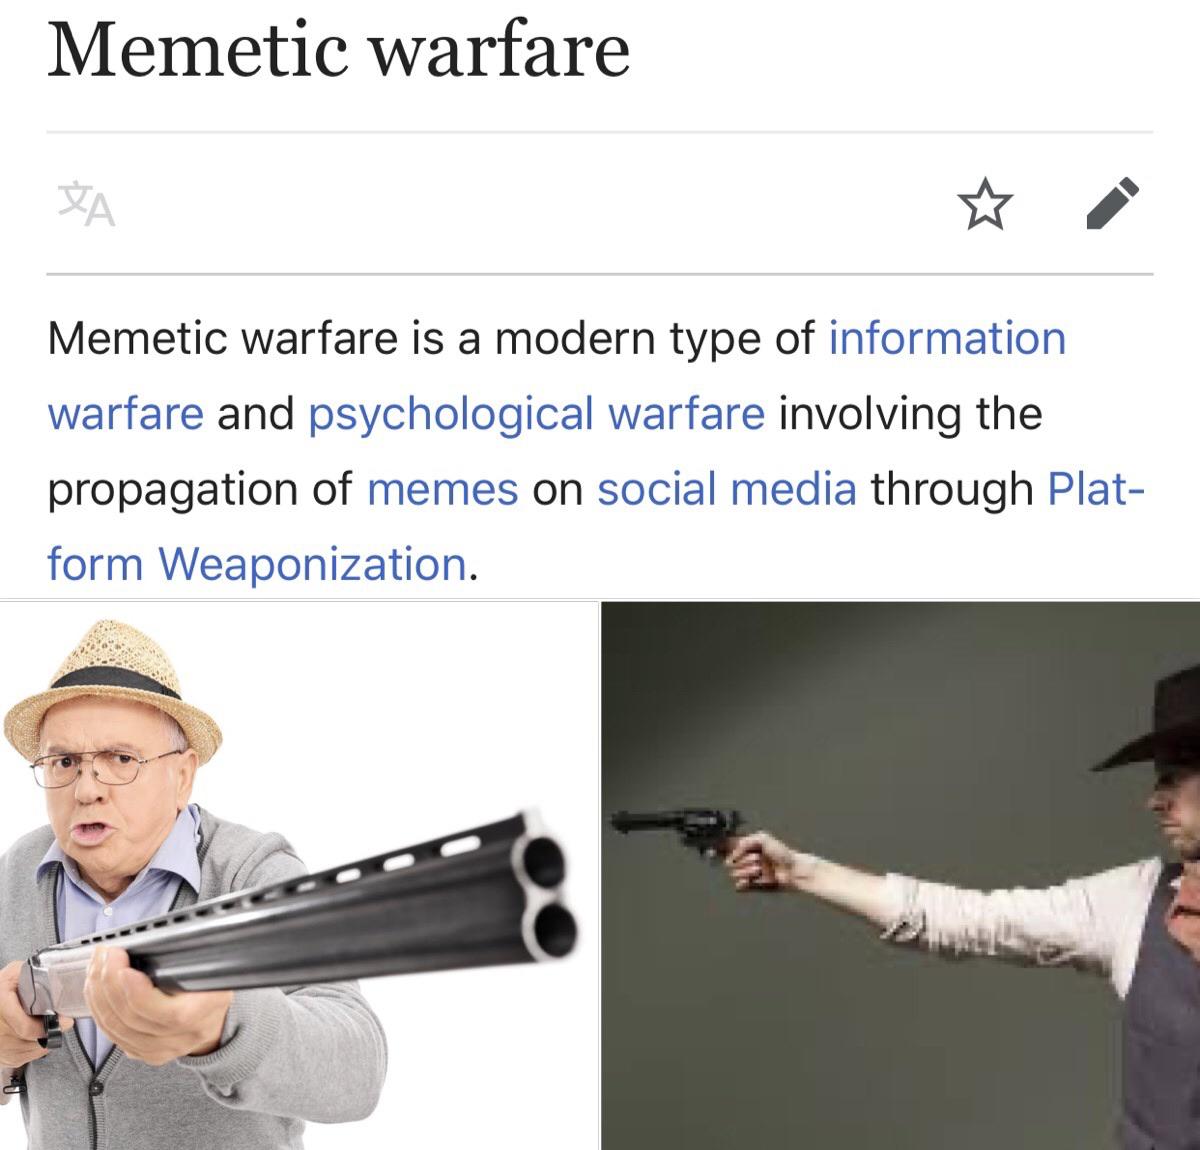 Memetic warfare
文A
Memetic warfare is a modern type of information
warfare and psychological warfare involving the
propagation of memes on social media through Plat-
form Weaponization.